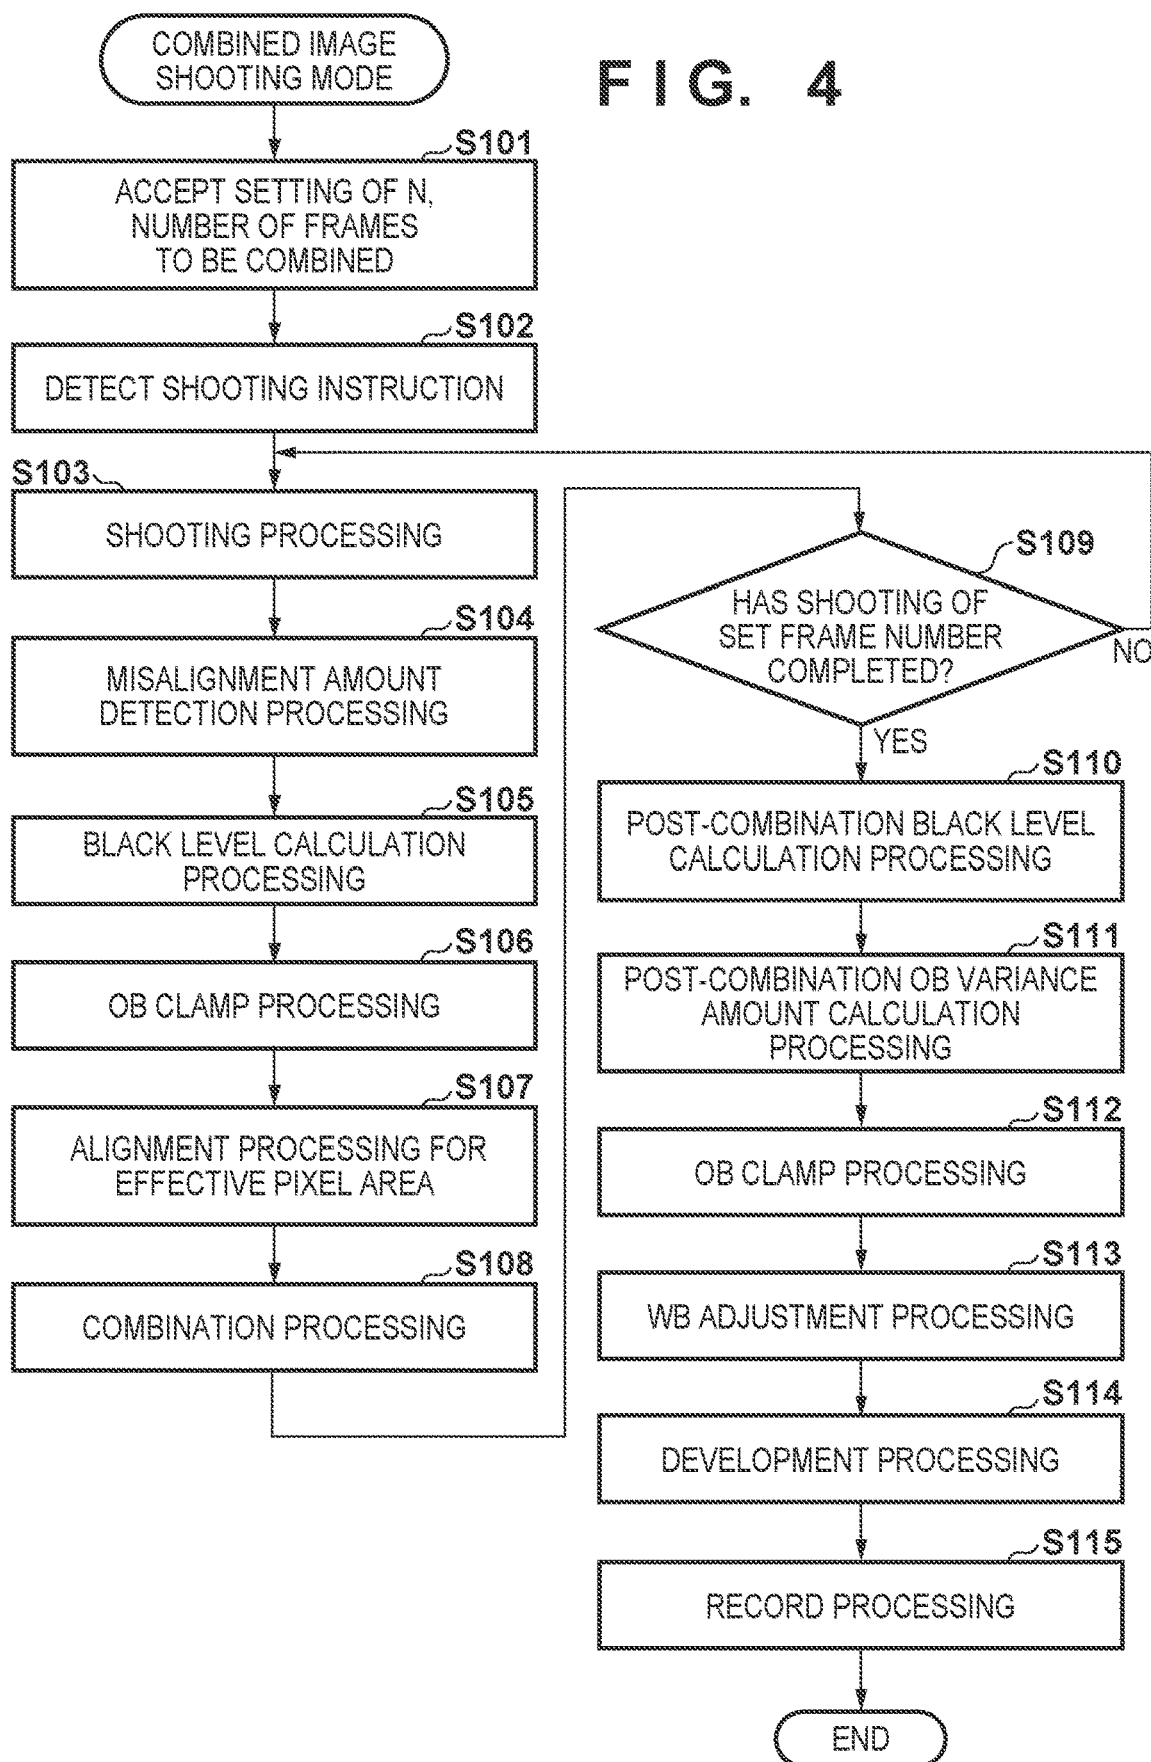 COMBINED IMAGE
SHOOTING MODE
FIG. 4
S101
ACCEPT SETTING OF N,
NUMBER OF FRAMES
TO BE COMBINED
S102
DETECT SHOOTING INSTRUCTION
S103
SHOOTING PROCESSING
S104
MISALIGNMENT AMOUNT
DETECTION PROCESSING
S105
BLACK LEVEL CALCULATION
PROCESSING
S106
OB CLAMP PROCESSING
S107
ALIGNMENT PROCESSING FOR
EFFECTIVE PIXEL AREA
S108
COMBINATION PROCESSING
S109
HAS SHOOTING OF
SET FRAME NUMBER
COMPLETED?
NO
YES
S110
POST-COMBINATION BLACK LEVEL
CALCULATION PROCESSING
S111
POST-COMBINATION OB VARIANCE
AMOUNT CALCULATION
PROCESSING
S112
OB CLAMP PROCESSING
S113
WB ADJUSTMENT PROCESSING
S114
DEVELOPMENT PROCESSING
S115
RECORD PROCESSING
END